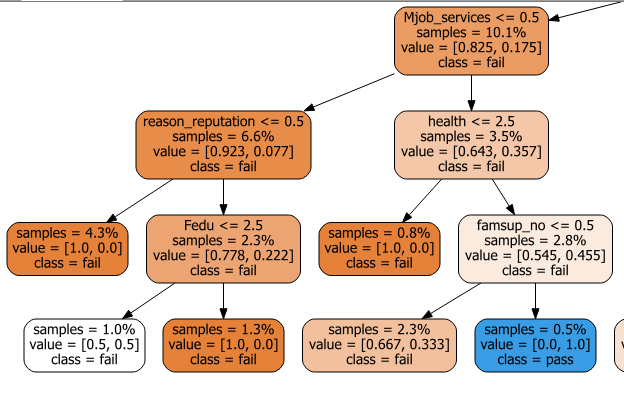 Mjob_services <= 0.5
samples = 10.1%
value = [0.825, 0.175]
class = fail
reason_reputation <= 0.5
samples = 6.6%
value = [0.923, 0.077]
class = fail
health <= 2.5
samples = 3.5%
value = [0.643, 0.357]
class = fail
samples = 4.3%
value = [1.0, 0.0]
class = fail
Fedu <= 2.5
samples = 2.3%
value = [0.778, 0.222]
class = fail
samples = 0.8%
value = [1.0, 0.0]
class = fail
famsup_no <= 0.5
samples = 2.8%
value = [0.545, 0.455]
class = fail
samples = 1.0%
value = [0.5, 0.5]
class = fail
samples = 1.3%
value = [1.0, 0.0]
class = fail
samples = 2.3%
value = [0.667, 0.333]
class = fail
samples = 0.5%
value = [0.0, 1.0]
class = pass